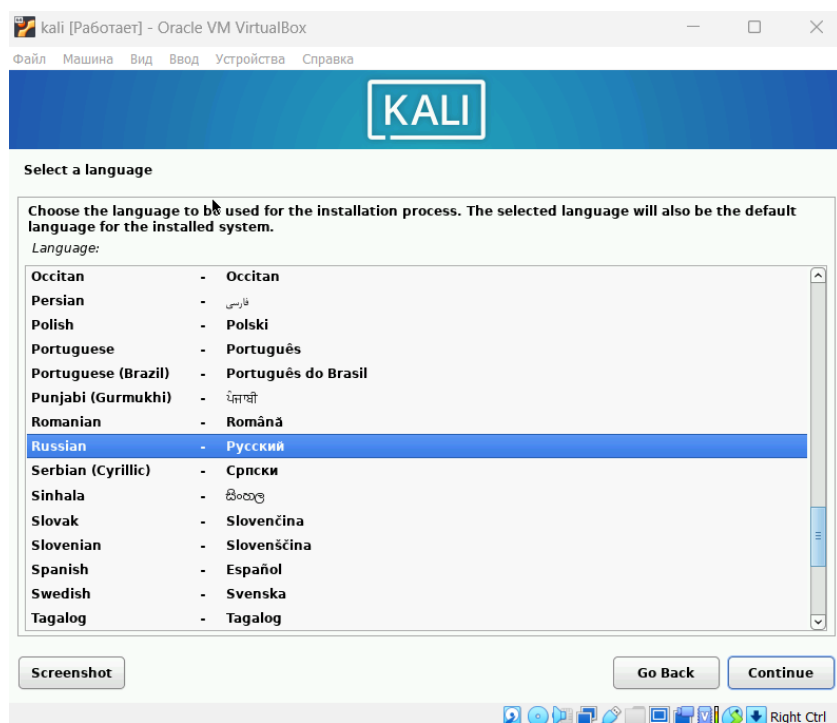 kali [Работает] - Oracle VM VirtualBox
Файл Машина Вид Ввод Устройства Справка
KALI
Select a language
Choose the language to be used for the installation process. The selected language will also be the default
language for the installed system.
Language:
Occitan - Occitan
Persian - فارسی
Polish - Polski
Portuguese - Português
Portuguese (Brazil) - Português do Brasil
Punjabi (Gurmukhi) - ਪੰਜਾਬੀ
Romanian - Română
Russian - Русский
Serbian (Cyrillic) - Српски
Sinhala - සිංහල
Slovak - Slovenčina
Slovenian - Slovenščina
Spanish - Español
Swedish - Svenska
Tagalog - Tagalog
Screenshot Go Back Continue
Right Ctrl